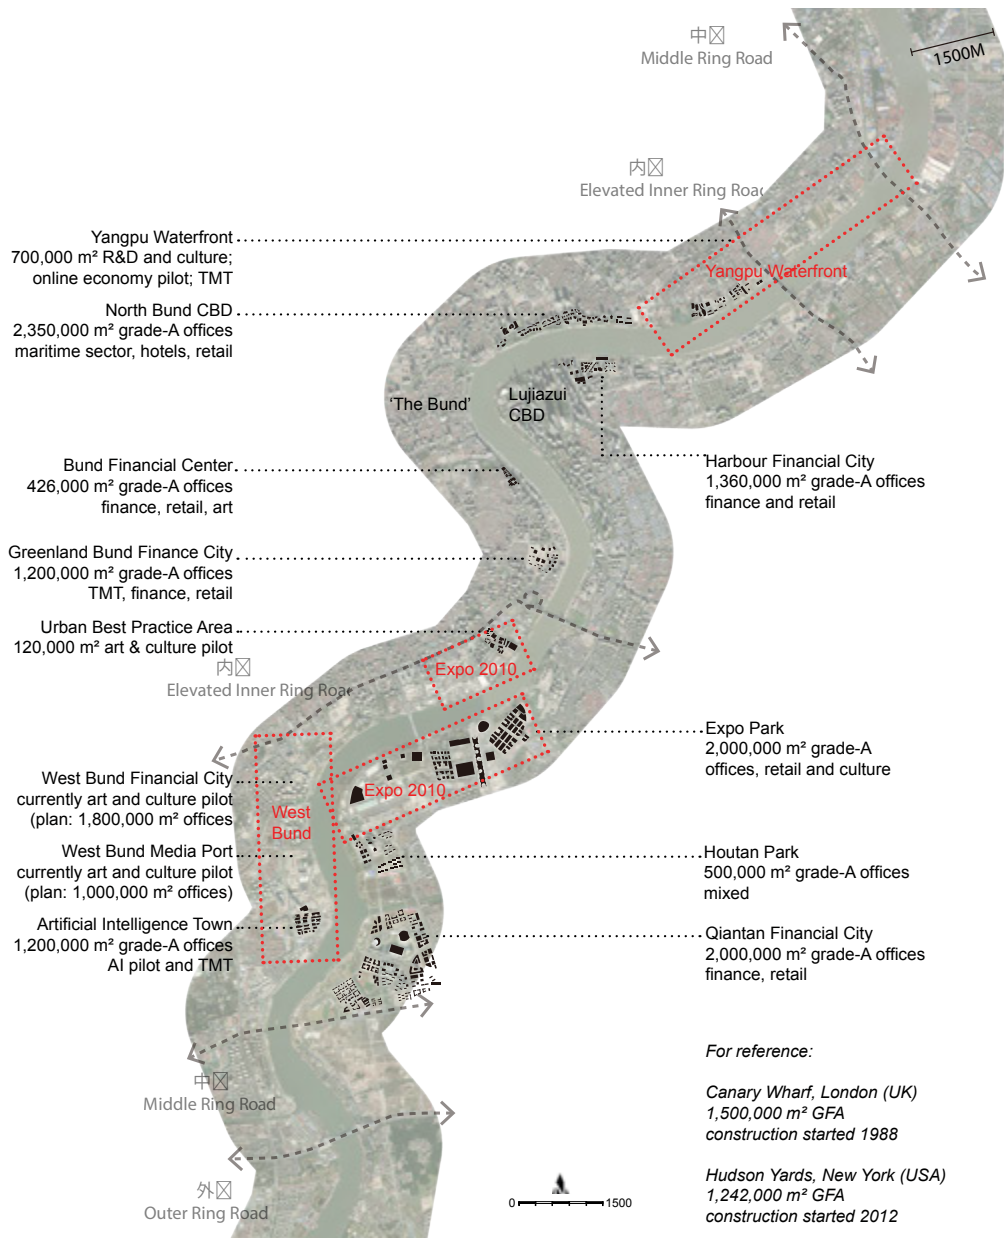 中
Middle Ring Road
1500M
内
Elevated Inner Ring Road
Yangpu Waterfront
700,000 m² R&D and culture;
online economy pilot; TMT
Yangpu Waterfront
North Bund CBD
2,350,000 m² grade-A offices
maritime sector, hotels, retail
'The Bund'
Lujiazui
CBD
Bund Financial Center
426,000 m² grade-A offices
finance, retail, art
Harbour Financial City
1,360,000 m² grade-A offices
finance and retail
Greenland Bund Finance City
1,200,000 m² grade-A offices
TMT, finance, retail
Urban Best Practice Area
120,000 m² art & culture pilot
内
Elevated Inner Ring Road
Expo 2010
Expo Park
2,000,000 m² grade-A
offices, retail and culture
West Bund Financial City
currently art and culture pilot
(plan: 1,800,000 m² offices
Expo 2010
West
Bund
West Bund Media Port
currently art and culture pilot
(plan: 1,000,000 m² offices)
Houtan Park
500,000 m² grade-A offices
mixed
Artificial Intelligence Town
1,200,000 m² grade-A offices
AI pilot and TMT
Qiantan Financial City
2,000,000 m² grade-A offices
finance, retail
中
Middle Ring Road
外
Outer Ring Road
For reference:
Canary Wharf, London (UK)
1,500,000 m² GFA
construction started 1988
Hudson Yards, New York (USA)
1,242,000 m² GFA
construction started 2012
0 1500